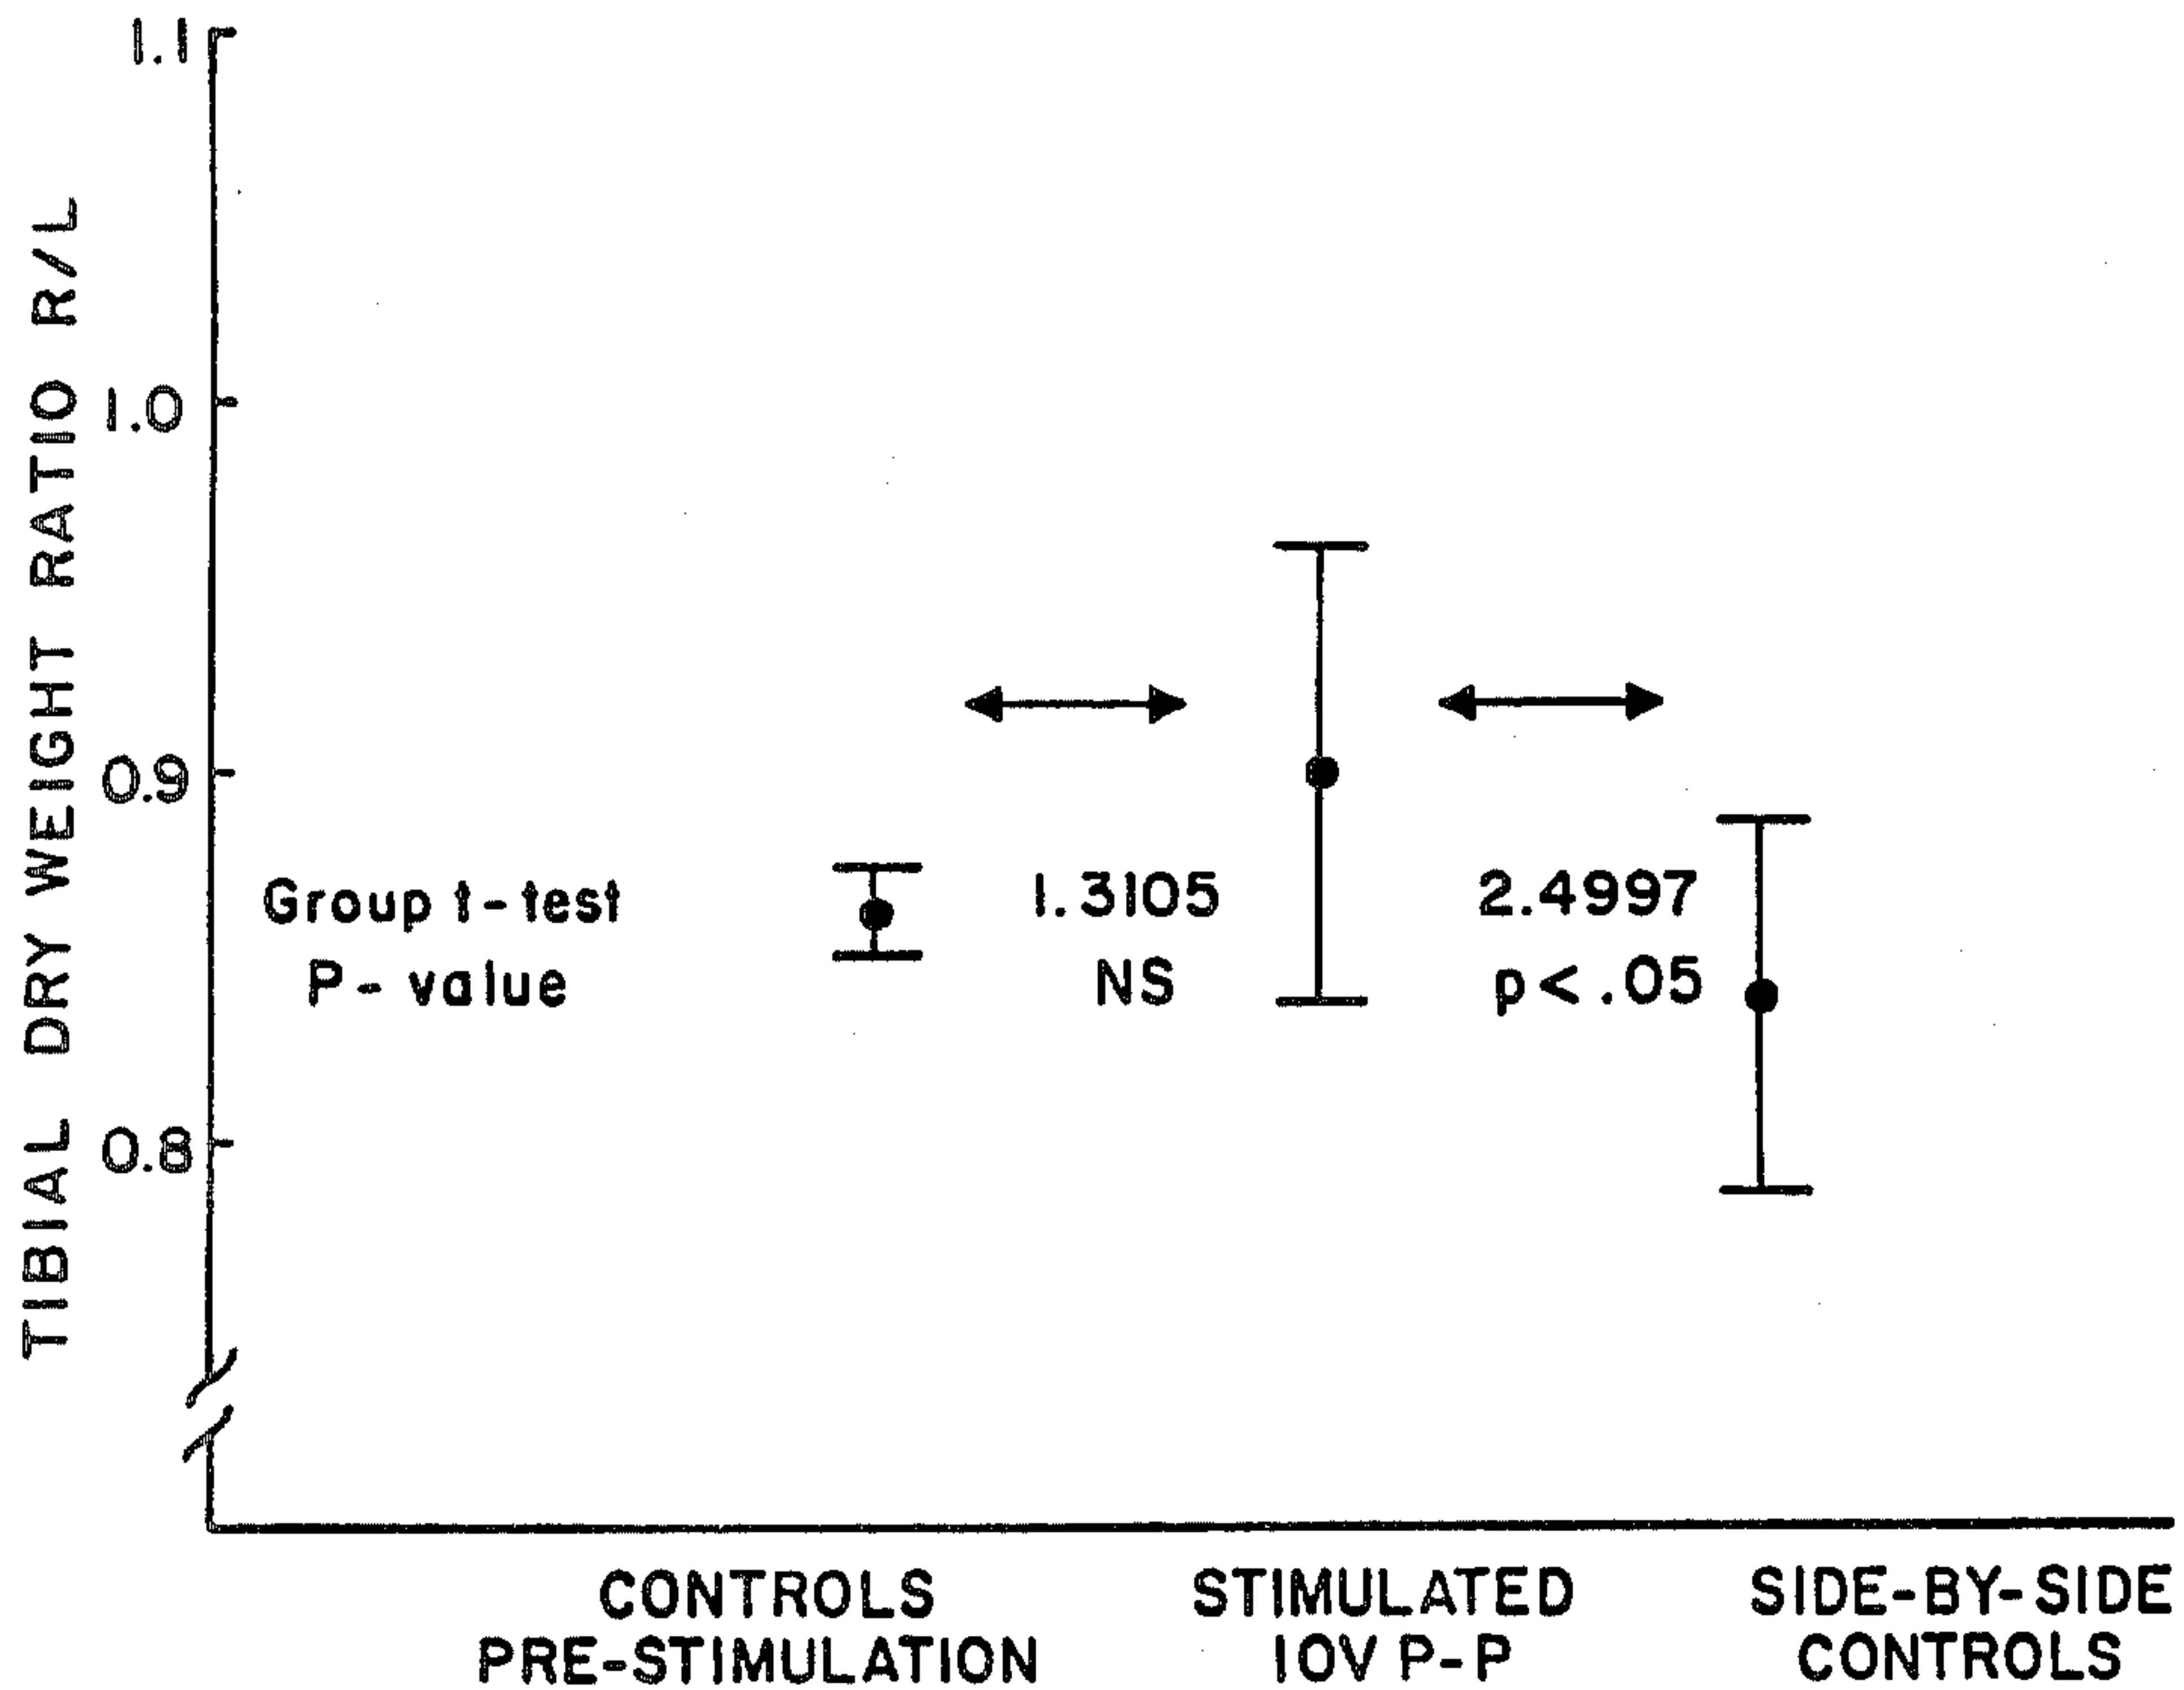 TIBIAL DRY WEIGHT RATIO R/L
1.1
1.0
0.9
0.8
Group t-test 1.3105 2.4997
P-value NS p<.05
CONTROLS
PRE-STIMULATION
STIMULATED
10V P-P
SIDE-BY-SIDE
CONTROLS